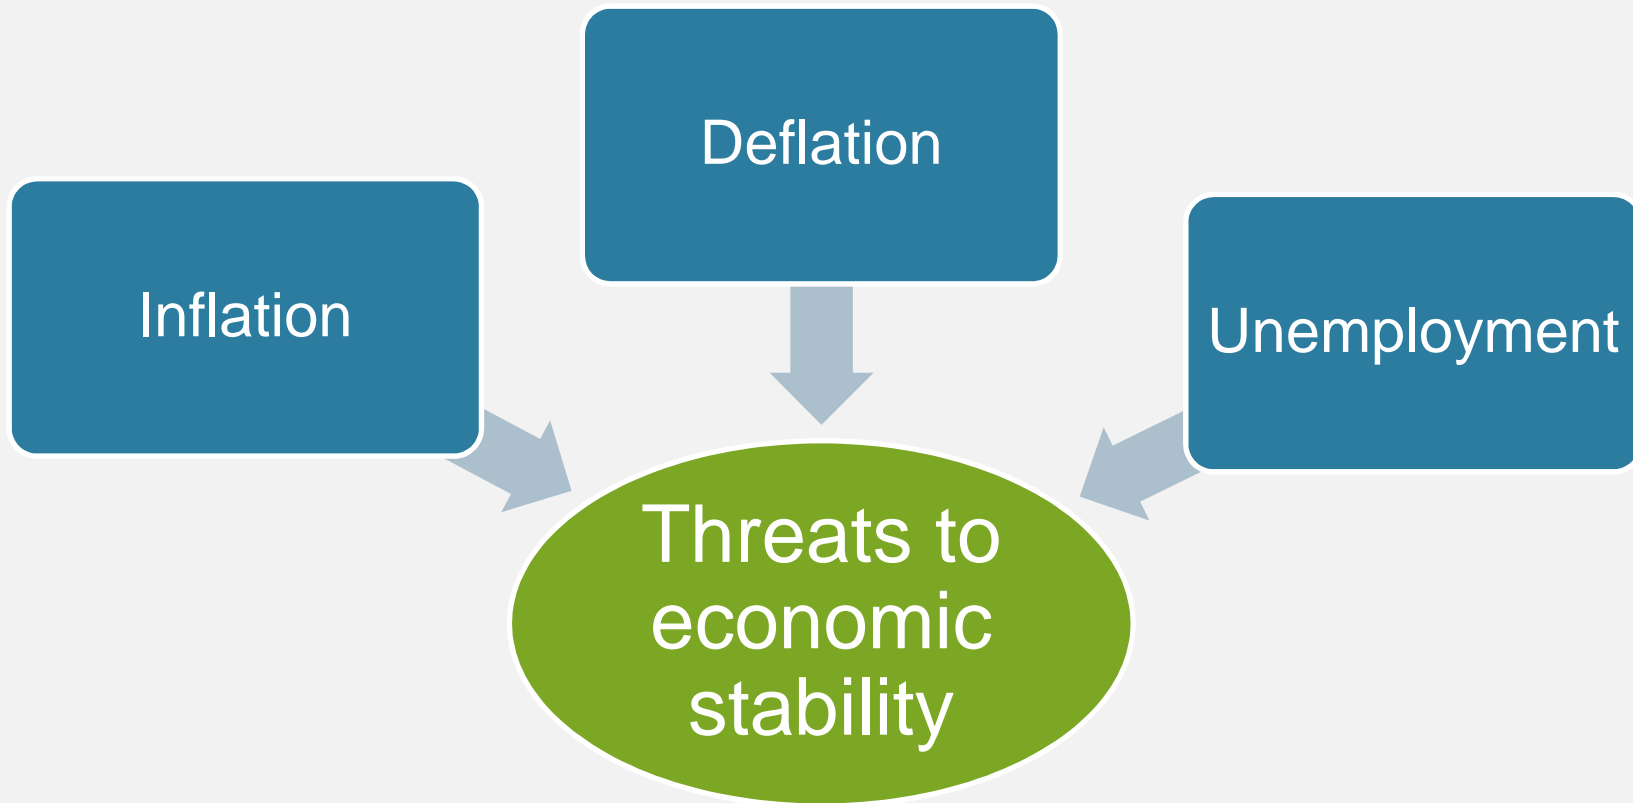 Deflation
Inflation
Unemployment
Threats to
economic
stability